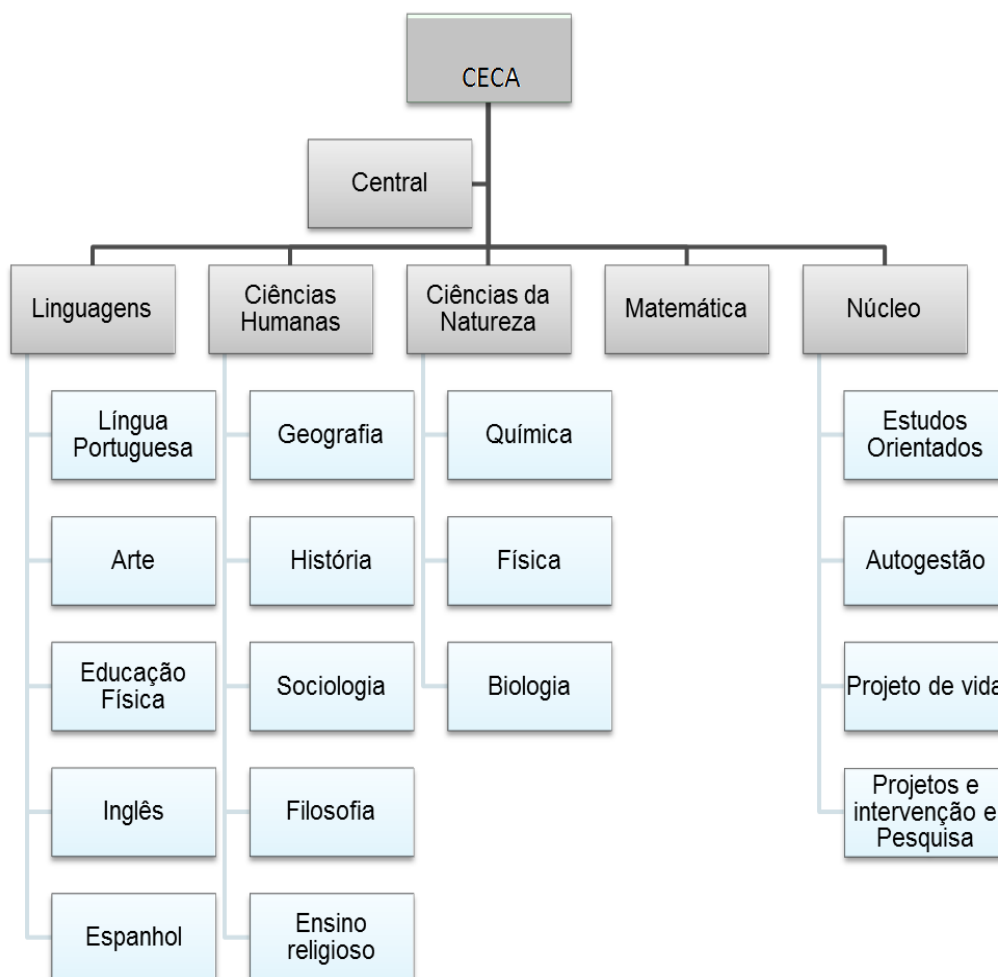 CECA
Central
Linguagens
Ciências
Humanas
Ciências da
Natureza
Matemática
Núcleo
Língua
Portuguesa
Arte
Educação
Física
Inglês
Espanhol
Geografia
História
Sociologia
Filosofia
Ensino
religioso
Química
Física
Biologia
Estudos
Orientados
Autogestão
Projeto de vida
Projetos e
intervenção e
Pesquisa